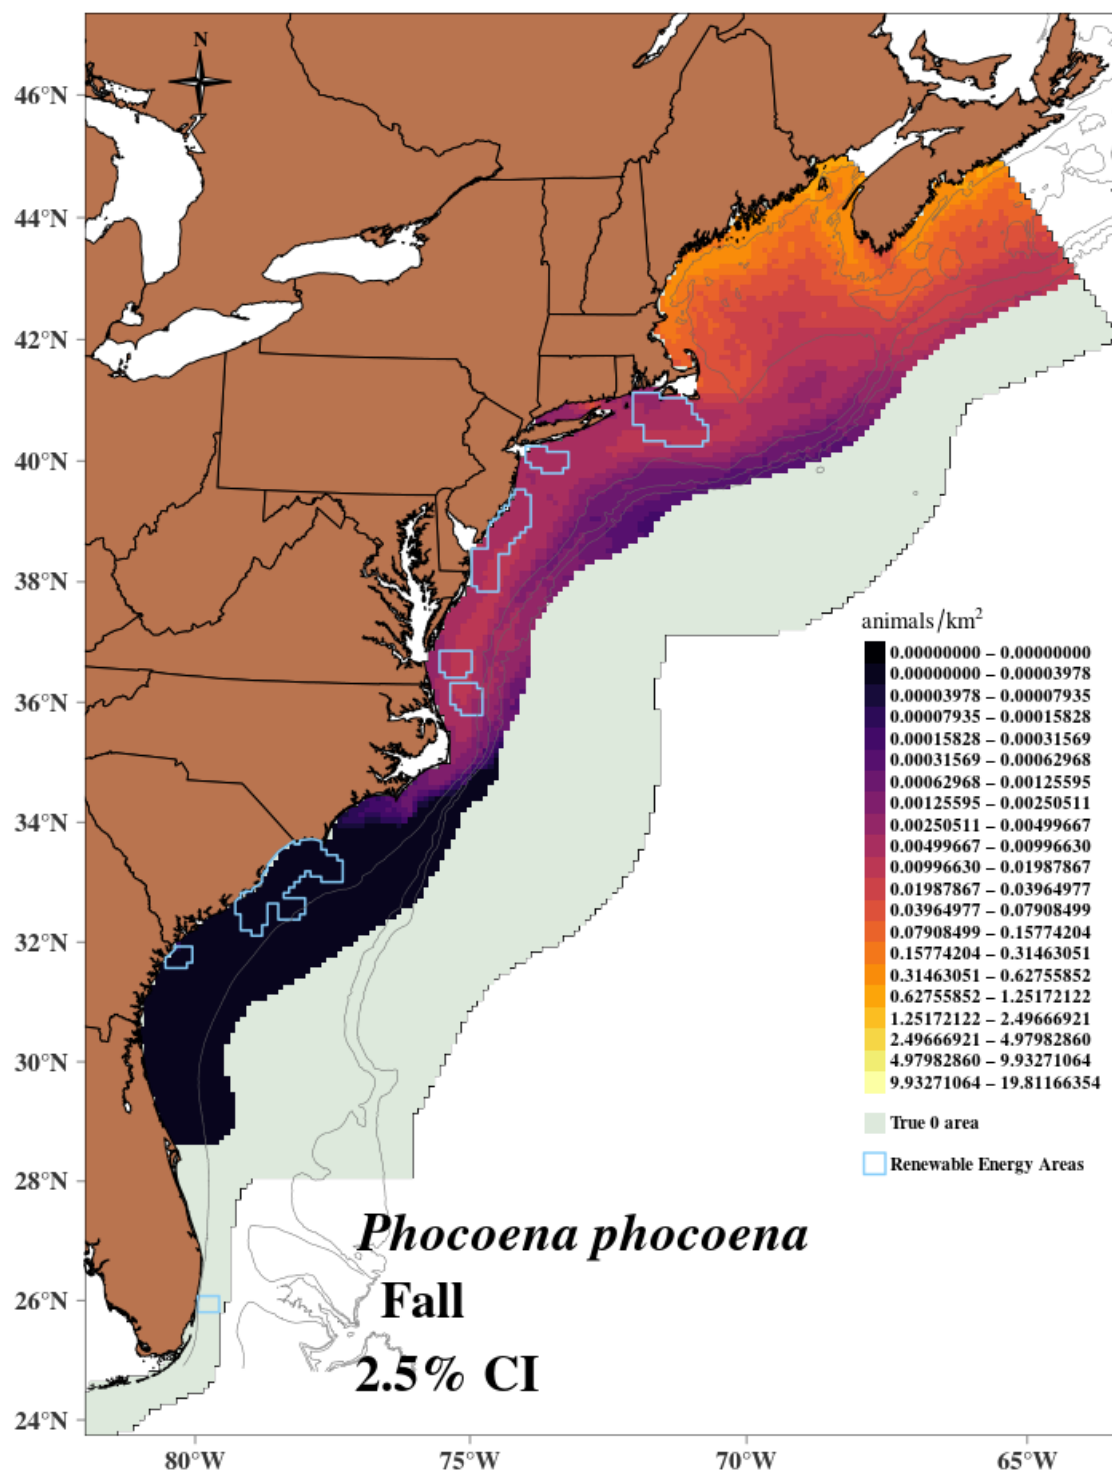 N
46°N
44°N
42°N
40°N
38°N
36°N
34°N
32°N
30°N
28°N
26°N
24°N
80°W
75°W
70°W
65°W
animals/km²
0.00000000 – 0.00000000
0.00000000 – 0.00003978
0.00003978 – 0.00007935
0.00007935 – 0.00015828
0.00015828 – 0.00031569
0.00031569 – 0.00062968
0.00062968 – 0.00125595
0.00125595 – 0.00250511
0.00250511 – 0.00499667
0.00499667 – 0.00996630
0.00996630 – 0.01987867
0.01987867 – 0.03964977
0.03964977 – 0.07908499
0.07908499 – 0.15774204
0.15774204 – 0.31463051
0.31463051 – 0.62755852
0.62755852 – 1.25172122
1.25172122 – 2.49666921
2.49666921 – 4.97982860
4.97982860 – 9.93271064
9.93271064 – 19.81166354
True 0 area
Renewable Energy Areas
Phocoena phocoena
Fall
2.5% CI